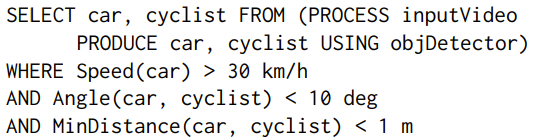 SELECT car, cyclist FROM (PROCESS inputVideo
PRODUCE car, cyclist USING objDetector)
WHERE Speed(car) > 30 km/h
AND Angle(car, cyclist) < 10 deg
AND MinDistance(car, cyclist) < 1 m